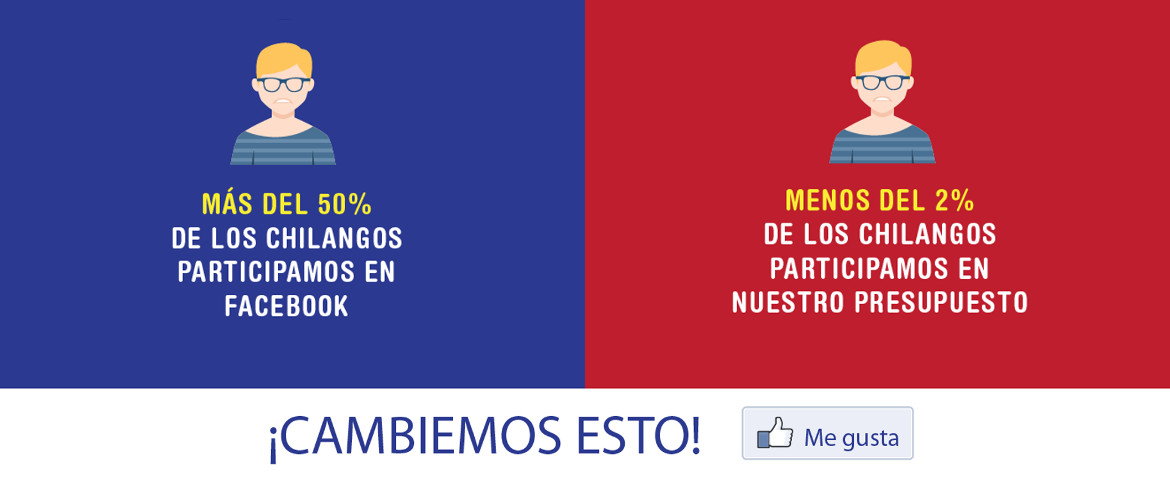 MÁS DEL 50%
DE LOS CHILANGOS
PARTICIPAMOS EN
FACEBOOK
MENOS DEL 2%
DE LOS CHILANGOS
PARTICIPAMOS EN
NUESTRO PRESUPUESTO
¡CAMBIEMOS ESTO!
Me gusta